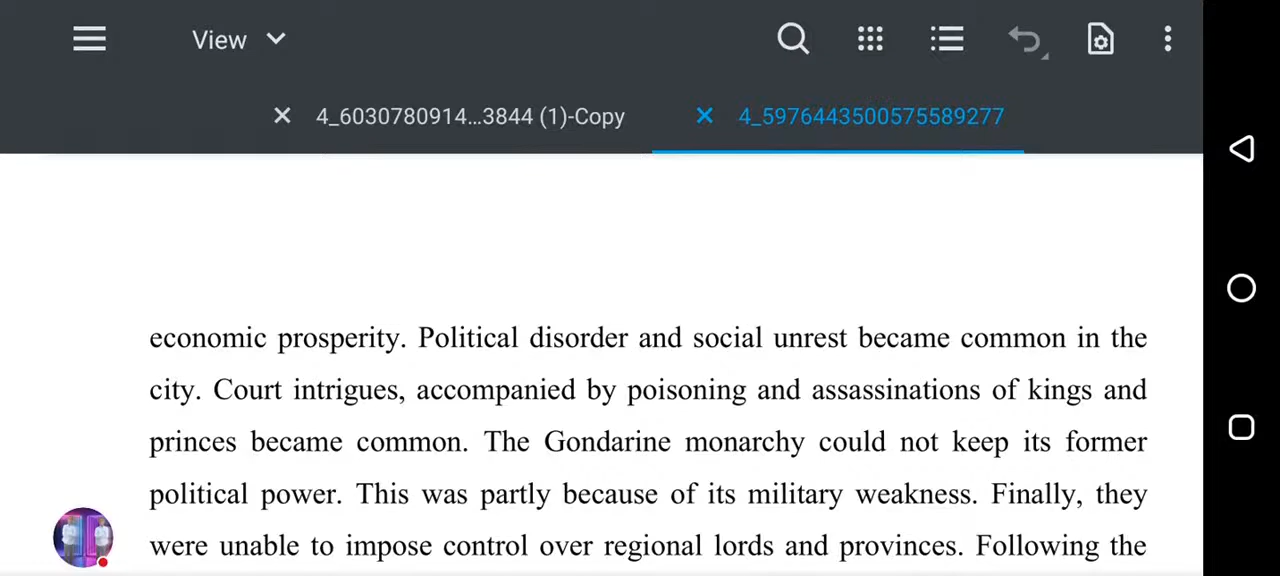 View
4_6030780914...3844 (1)-Copy
4_5976443500575589277
economic prosperity. Political disorder and social unrest became common in the
city. Court intrigues, accompanied by poisoning and assassinations of kings and
princes became common. The Gondarine monarchy could not keep its former
political power. This was partly because of its military weakness. Finally, they
were unable to impose control over regional lords and provinces. Following the